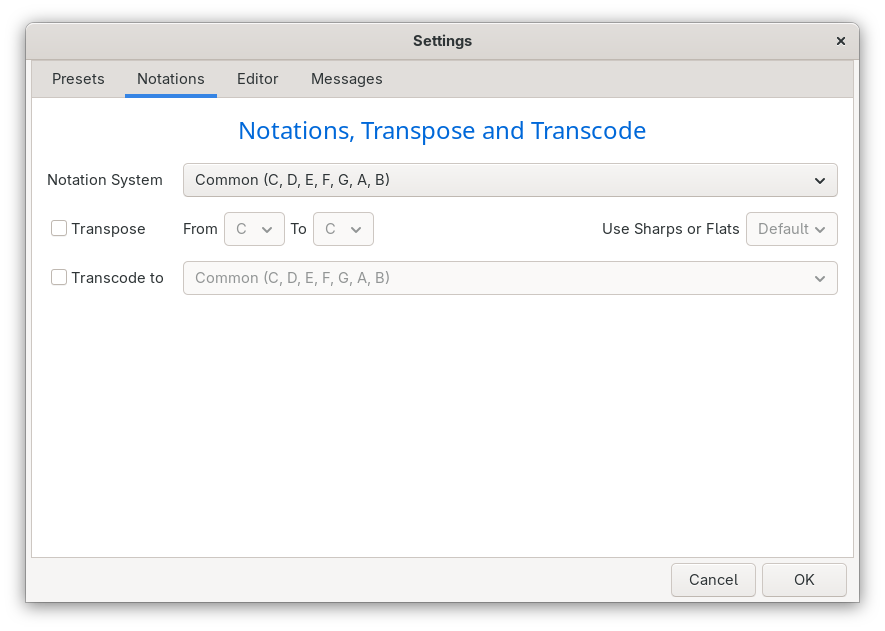 Settings
Presets Notations Editor Messages
Notations, Transpose and Transcode
Notation System Common (C, D, E, F, G, A, B)
Transpose From C To C Use Sharps or Flats Default
Transcode to Common (C, D, E, F, G, A, B)
Cancel OK